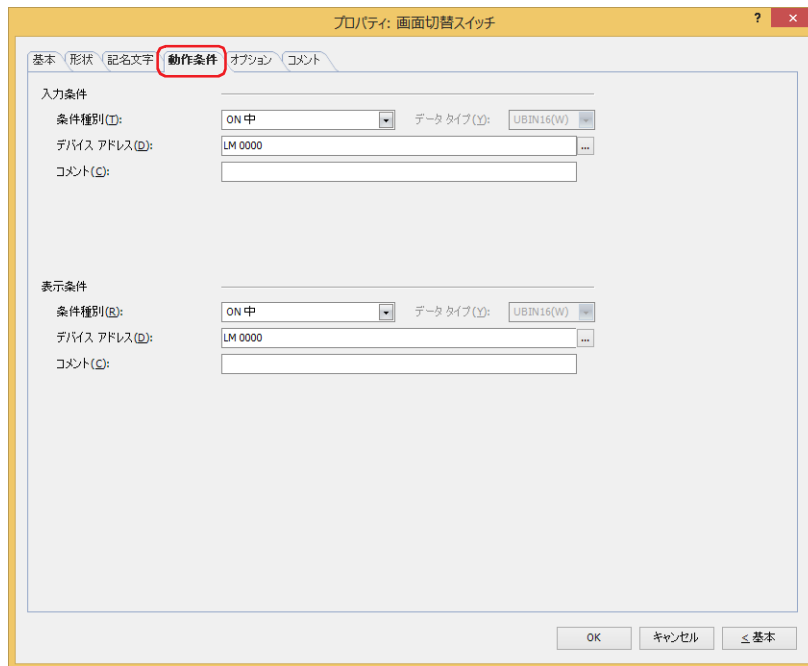 プロパティ: 画面切替スイッチ ? ×
基本 形状 記名文字 動作条件 オプション コメント
入力条件
条件種別(T): ON 中 データ タイプ(Y): UBIN16(W)
デバイス アドレス(D): LM 0000 ...
コメント(C):
表示条件
条件種別(R): ON 中 データ タイプ(Y): UBIN16(W)
デバイス アドレス(D): LM 0000 ...
コメント(C):
OK キャンセル < 基本